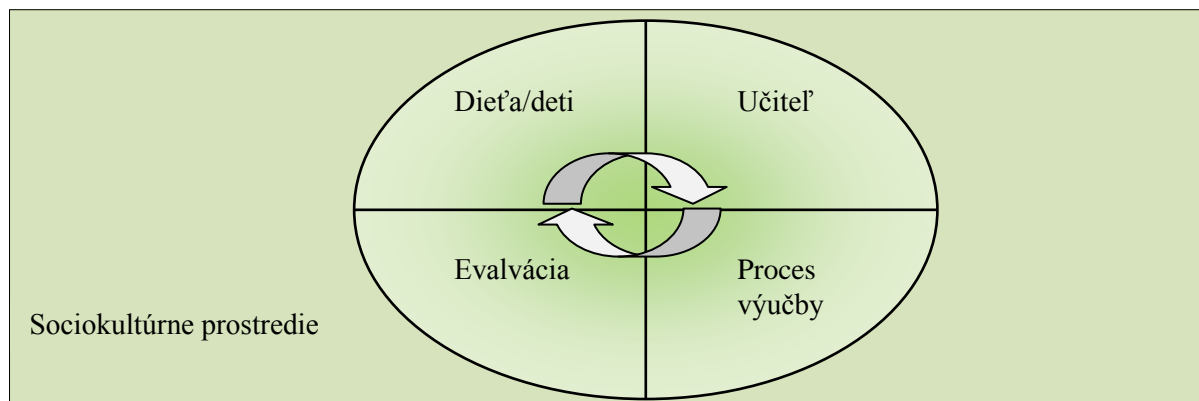 Dieťa/deti
Učiteľ
Evalvácia
Proces
výučby
Sociokultúrne prostredie